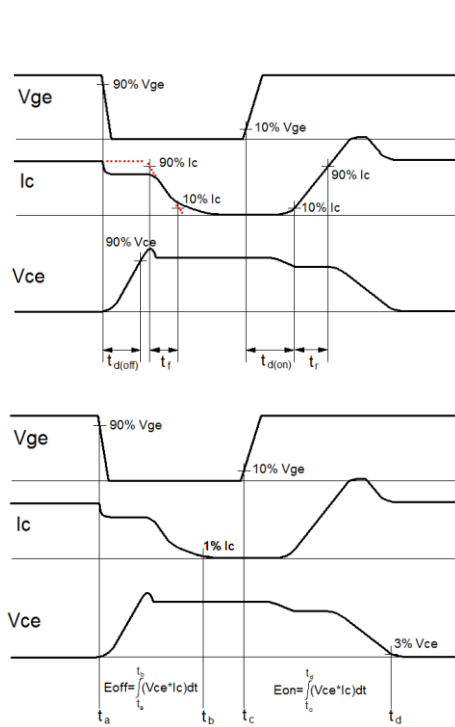 Vge
90% Vge
10% Vge
Ic
90% Ic
10% Ic
90% Ic
10% Ic
Vce
90% Vce
td(off)
tf
td(on)
tr
Vge
90% Vge
10% Vge
Ic
1% Ic
Vce
3% Vce
Eoff=∫(Vce*Ic)dt
tb
ta
Eon=∫(Vce*Ic)dt
td
tc
ta
tb
tc
td